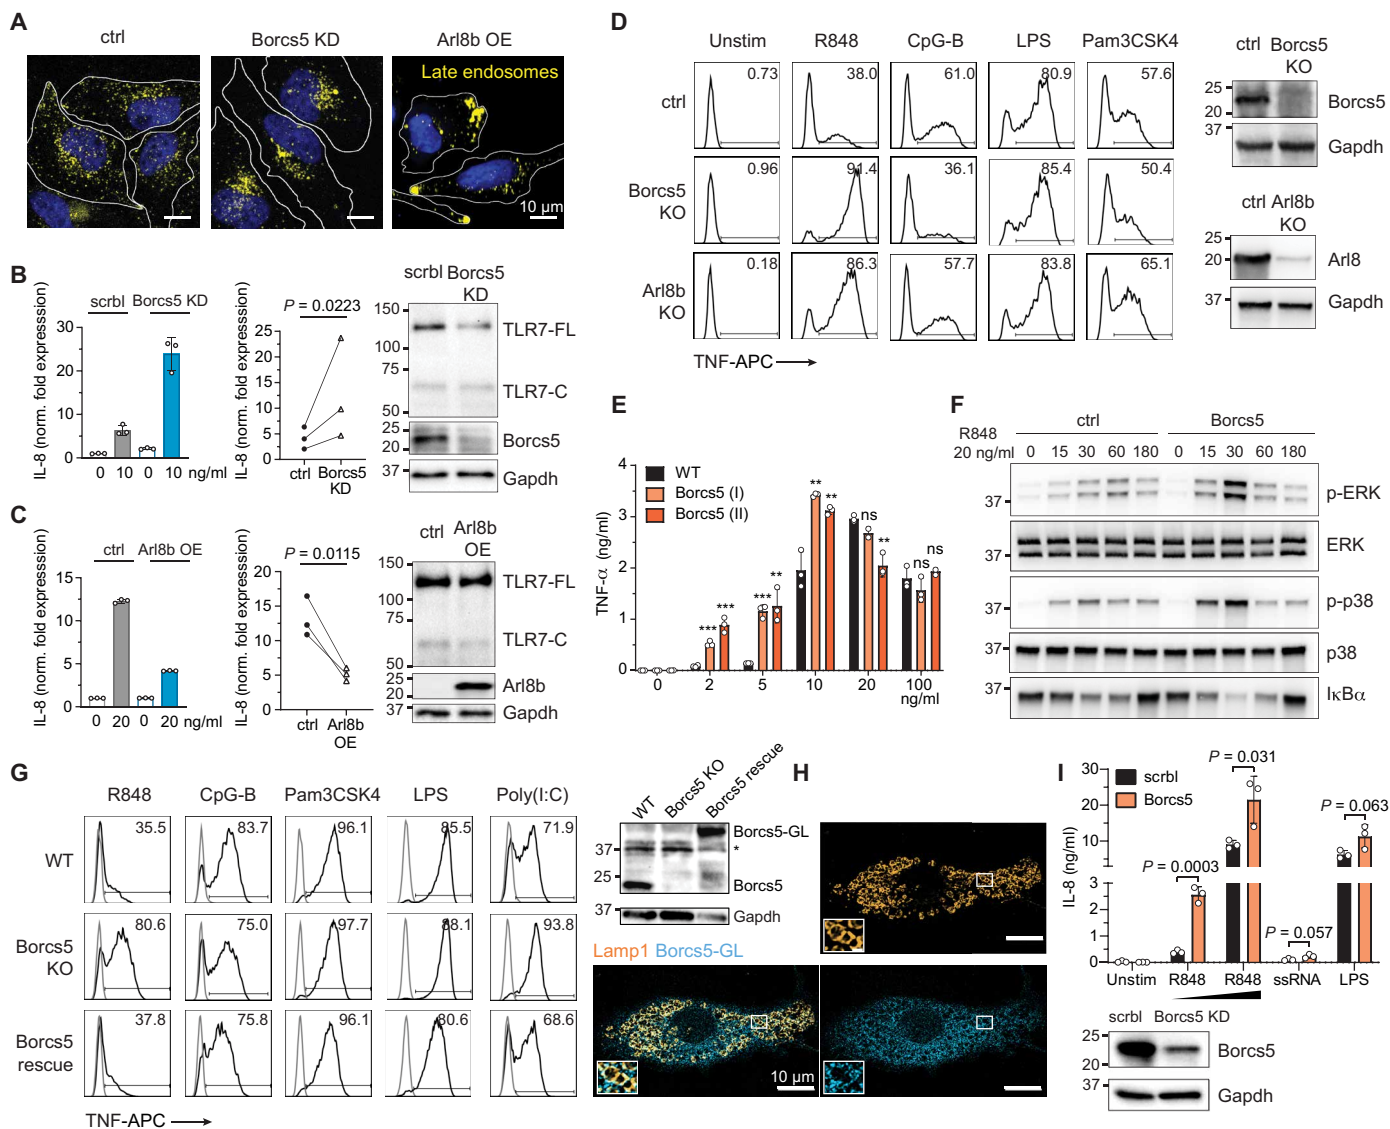 A
ctrl
Borcs5 KD
Arl8b OE
Late endosomes
10 µm
B
scrbl Borcs5 KD
IL-8 (norm. fold expresssion)
30
20
10
0
0 10 0 10 ng/ml
P = 0.0223
IL-8 (norm. fold expresssion)
25
20
15
10
5
0
ctrl Borcs5
KD
scrbl Borcs5
KD
150
100
75
50
25
20
37
TLR7-FL
TLR7-C
Borcs5
Gapdh
C
ctrl Arl8b OE
IL-8 (norm. fold expresssion)
15
10
5
0
0 20 0 20 ng/ml
P = 0.0115
IL-8 (norm. fold expresssion)
20
15
10
5
0
ctrl Arl8b
OE
ctrl Arl8b
OE
150
100
75
50
25
20
37
TLR7-FL
TLR7-C
Arl8b
Gapdh
D
Unstim R848 CpG-B LPS Pam3CSK4
ctrl
0.73 38.0 61.0 80.9 57.6
Borcs5
KO
0.96 91.4 36.1 85.4 50.4
Arl8b
KO
0.18 86.3 57.7 83.8 65.1
TNF-APC
ctrl Borcs5
KO
25
20
37
Borcs5
Gapdh
ctrl Arl8b
KO
25
20
37
Arl8
Gapdh
E
WT
Borcs5 (I)
Borcs5 (II)
TNF-α (ng/ml)
4
3
2
1
0
*** *** *** ** ** ** ns ** ns ns
0 2 5 10 20 100
ng/ml
F
ctrl Borcs5
R848
20 ng/ml
0 15 30 60 180 0 15 30 60 180
37 p-ERK
37 ERK
37 p-p38
37 p38
37 IκBα
G
R848 CpG-B Pam3CSK4 LPS Poly(I:C)
WT
35.5 83.7 96.1 85.5 71.9
Borcs5
KO
80.6 75.0 97.7 88.1 93.8
Borcs5
rescue
37.8 75.8 96.1 80.6 68.6
TNF-APC
WT Borcs5 KO Borcs5 rescue
37
25
37
Borcs5-GL
*
Borcs5
Gapdh
H
Lamp1 Borcs5-GL
10 µm
I
scrbl
Borcs5
P = 0.031
P = 0.063
P = 0.0003
P = 0.057
IL-8 (ng/ml)
30
20
10
3
2
1
0
Unstim R848 R848 ssRNA LPS
scrbl Borcs5 KD
25
37
Borcs5
Gapdh